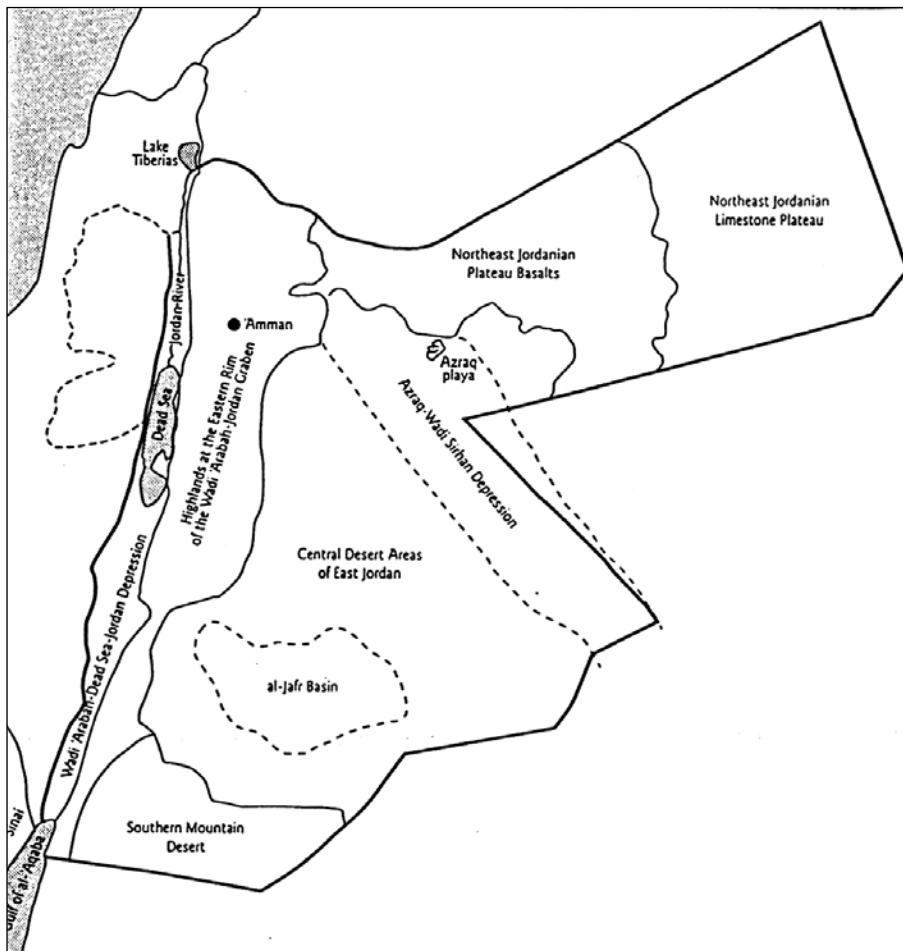 Lake
Tiberias
Northeast Jordanian
Limestone Plateau
Northeast Jordanian
Plateau Basalts
Jordan-River
'Amman
Azraq
playa
Dead Sea
Highlands at the Eastern Rim
of the Wadi 'Arabah-Jordan Graben
Azraq-Wadi Sirhan Depression
Central Desert Areas
of East Jordan
Wadi 'Arabah-Dead Sea-Jordan Depression
al-Jafr Basin
Southern Mountain
Desert
Sinai
Gulf of al-'Aqaba